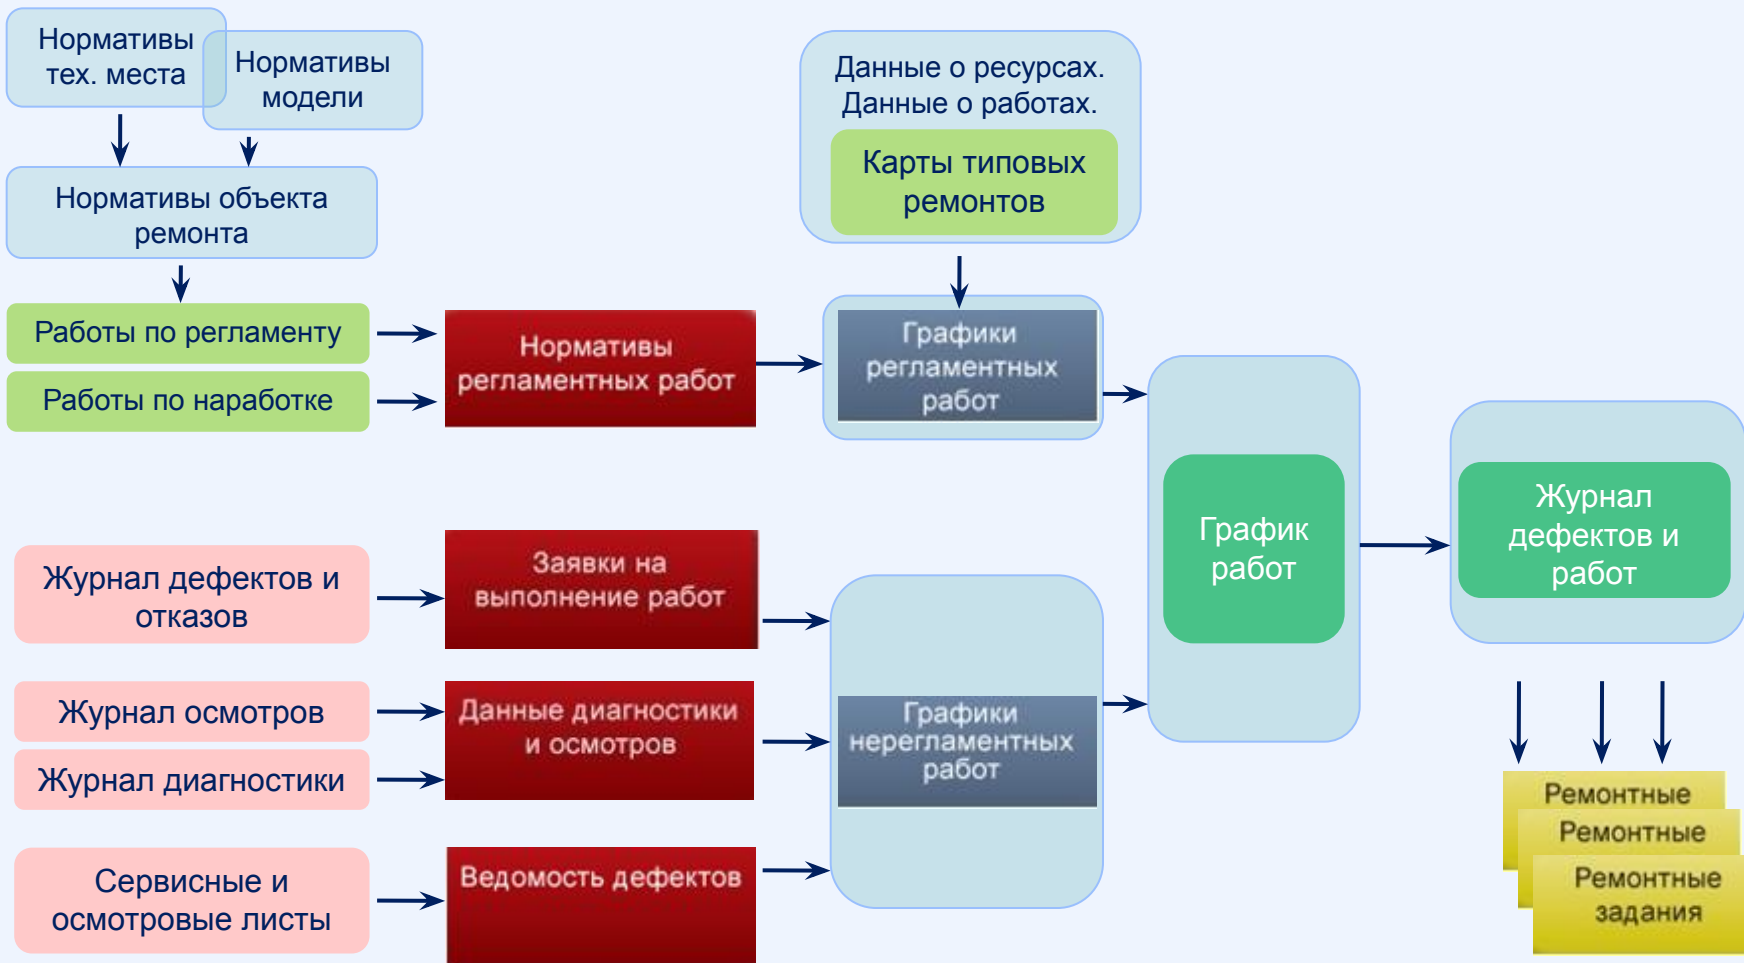 Нормативы
тех. места
Нормативы
модели
Нормативы объекта
ремонта
Данные о ресурсах.
Данные о работах.
Карты типовых
ремонтов
Работы по регламенту
Работы по наработке
Нормативы
регламентных работ
Графики
регламентных
работ
Журнал дефектов и
отказов
Заявки на
выполнение работ
Журнал осмотров
Журнал диагностики
Данные диагностики
и осмотров
Сервисные и
осмотровые листы
Ведомость дефектов
Графики
нерегламентных
работ
График
работ
Журнал
дефектов и
работ
Ремонтные
Ремонтные
Ремонтные
задания